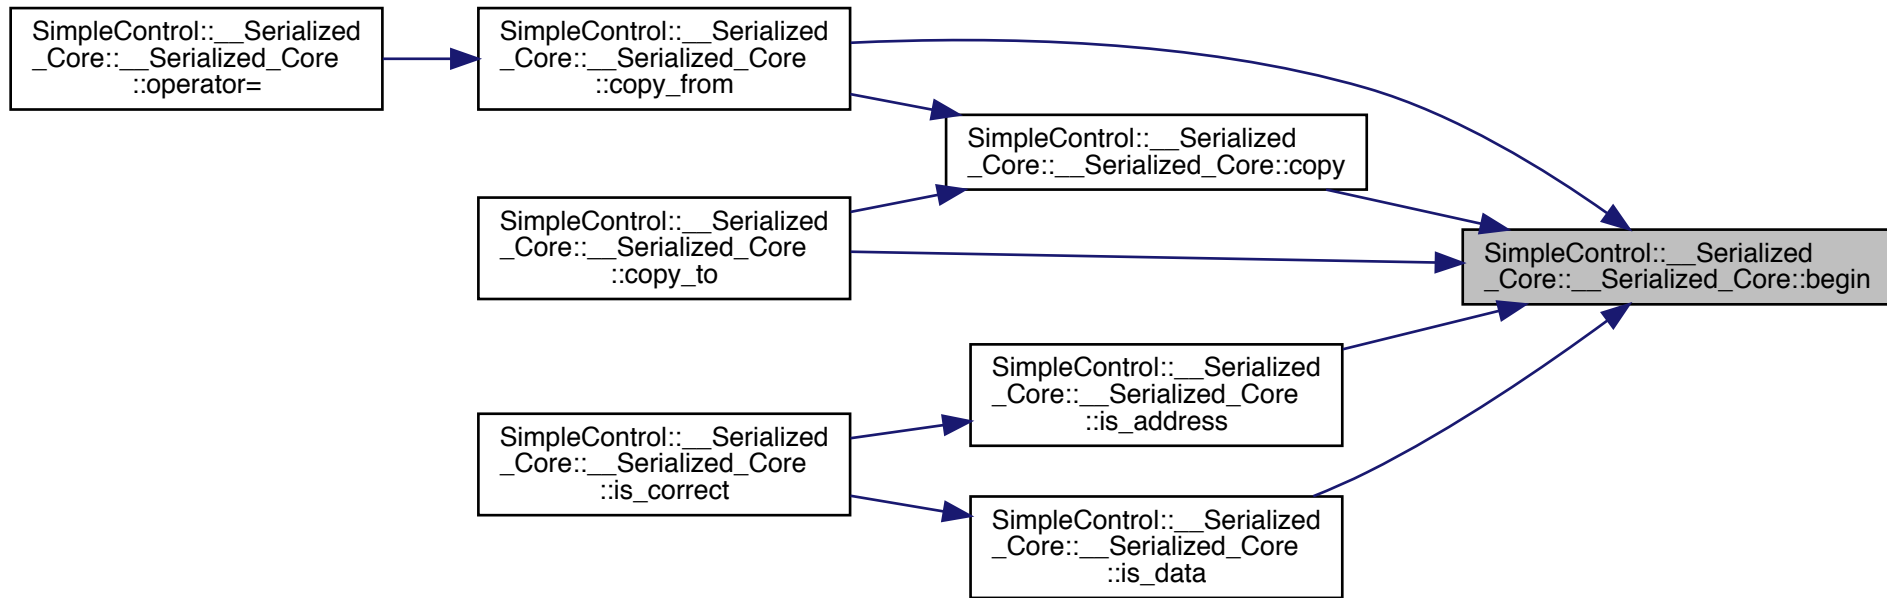 SimpleControl::__Serialized
_Core::__Serialized_Core
::operator=
SimpleControl::__Serialized
_Core::__Serialized_Core
::copy_from
SimpleControl::__Serialized
_Core::__Serialized_Core::copy
SimpleControl::__Serialized
_Core::__Serialized_Core
::copy_to
SimpleControl::__Serialized
_Core::__Serialized_Core::begin
SimpleControl::__Serialized
_Core::__Serialized_Core
::is_address
SimpleControl::__Serialized
_Core::__Serialized_Core
::is_correct
SimpleControl::__Serialized
_Core::__Serialized_Core
::is_data